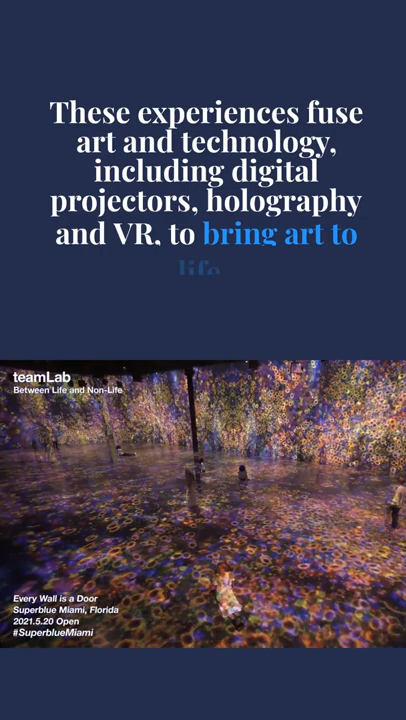 These experiences fuse
art and technology,
including digital
projectors, holography
and VR, to bring art to
life
teamLab
Between Life and Non-Life
Every Wall is a Door
Superblue Miami, Florida
2021.5.20 Open
#SuperblueMiami